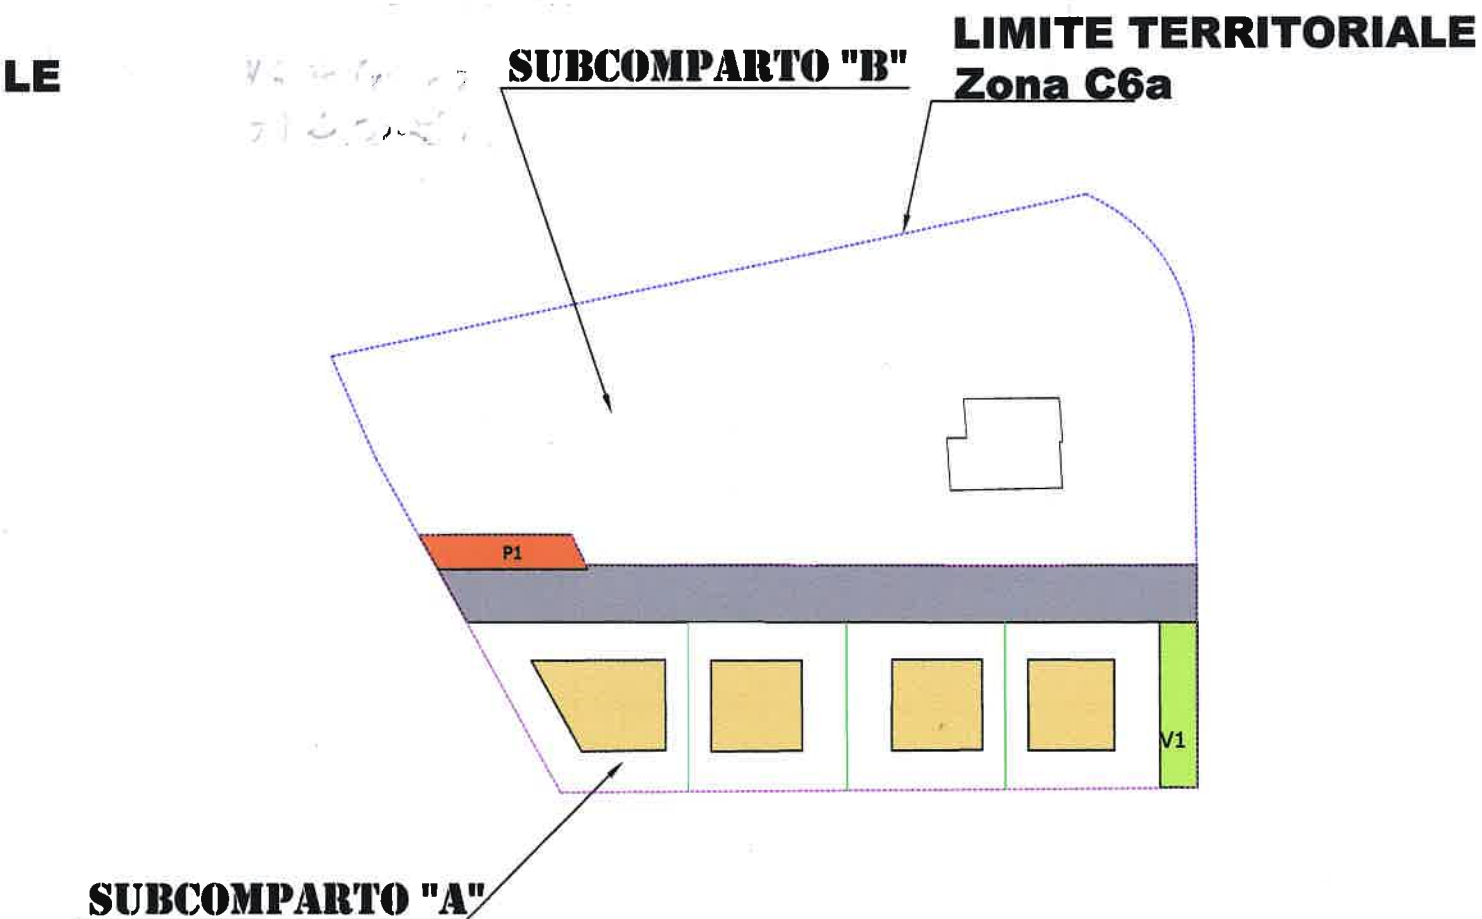 LIMITE TERRITORIALE
LE
SUBCOMPARTO "B"
Zona C6a
P1
V1
SUBCOMPARTO "A"